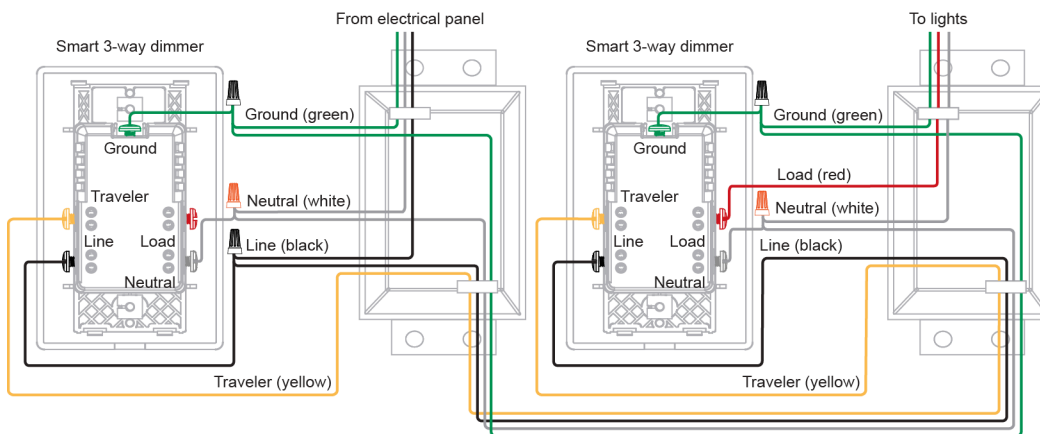 From electrical panel
To lights
Smart 3-way dimmer
Smart 3-way dimmer
Ground (green)
Ground
Traveler
Neutral (white)
Line
Load
Line (black)
Neutral
Traveler (yellow)
Ground (green)
Ground
Load (red)
Traveler
Neutral (white)
Line
Load
Line (black)
Neutral
Traveler (yellow)